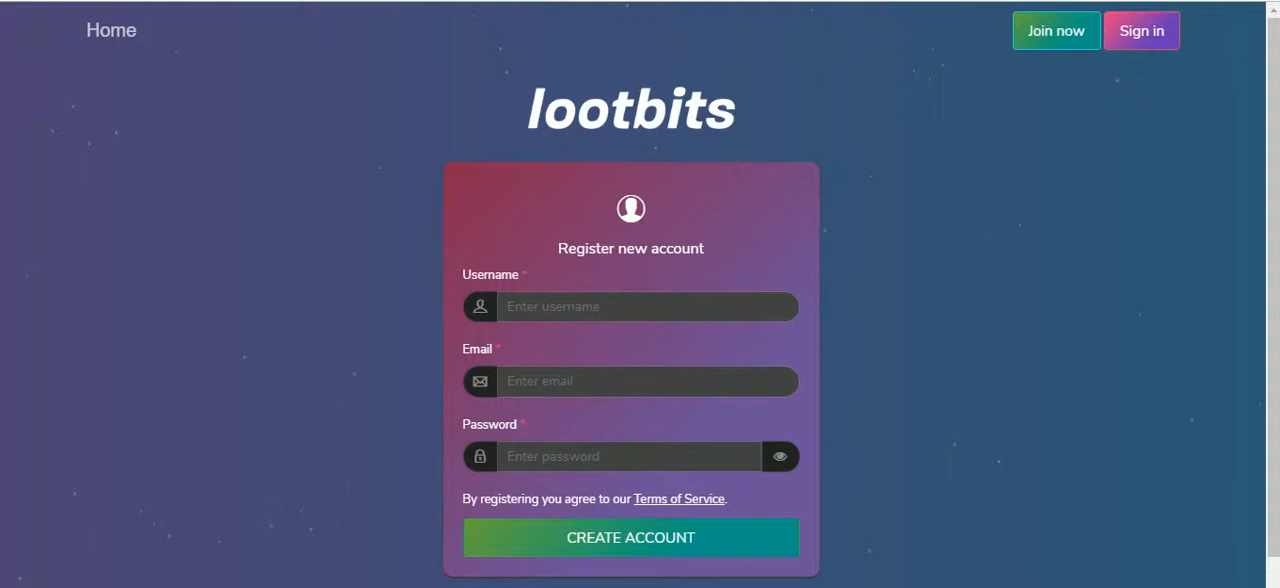 Home
Join now
Sign in
lootbits
Register new account
Username *
Enter username
Email *
Enter email
Password *
Enter password
By registering you agree to our Terms of Service.
CREATE ACCOUNT